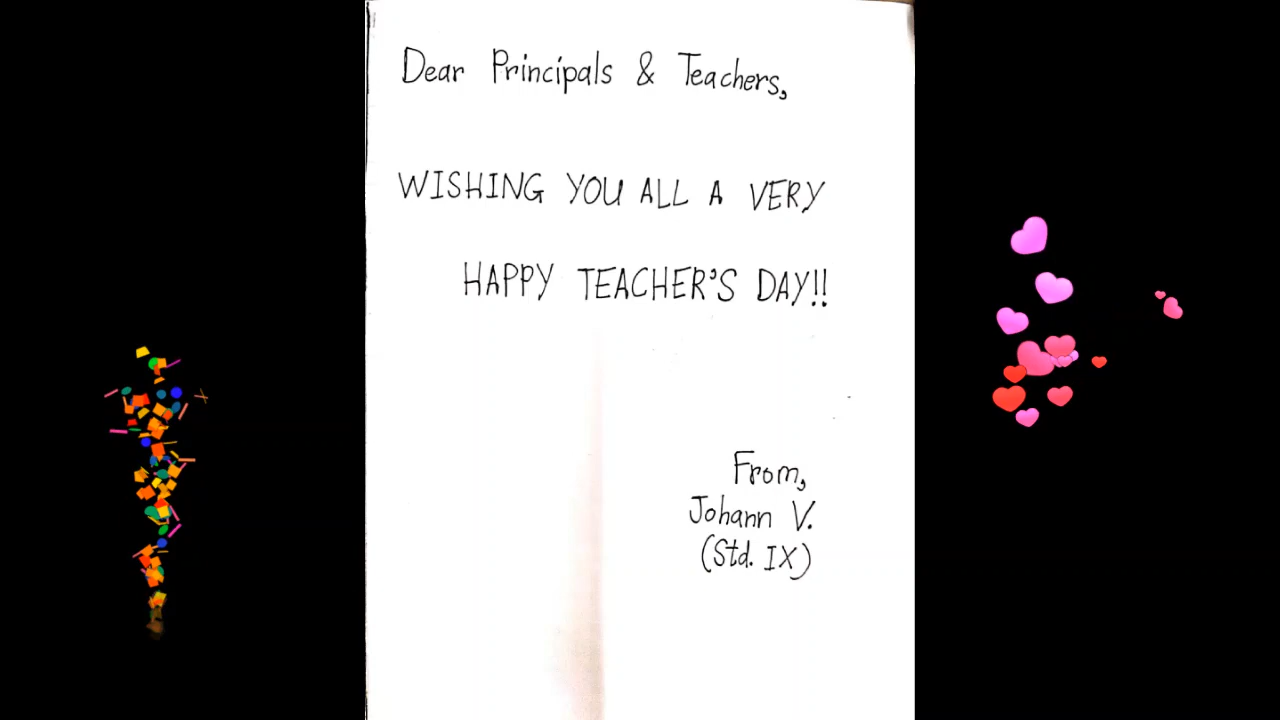 Dear Principals & Teachers,
WISHING YOU ALL A VERY
HAPPY TEACHER'S DAY!!
From,
Johann V.
(Std. IX)